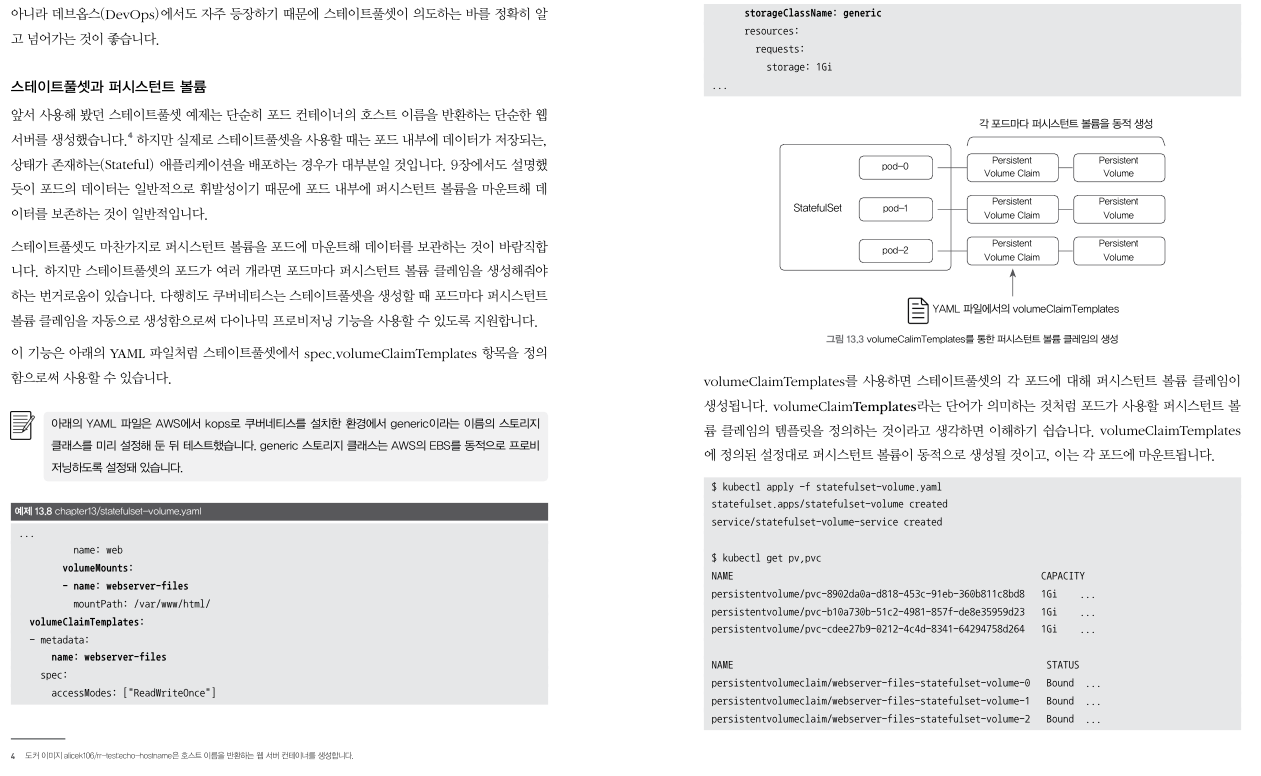 아니라 데브옵스(DevOps)에서도 자주 등장하기 때문에 스테이트풀셋이 의도하는 바를 정확히 알
고 넘어가는 것이 좋습니다.
스테이트풀셋과 퍼시스턴트 볼륨
앞서 사용해 봤던 스테이트풀셋 예제는 단순히 포드 컨테이너의 호스트 이름을 반환하는 단순한 웹
서버를 생성했습니다.4 하지만 실제로 스테이트풀셋을 사용할 때는 포드 내부에 데이터가 저장되는,
상태가 존재하는(Stateful) 애플리케이션을 배포하는 경우가 대부분일 것입니다. 9장에서도 설명했
듯이 포드의 데이터는 일반적으로 휘발성이기 때문에 포드 내부에 퍼시스턴트 볼륨을 마운트해 데
이터를 보존하는 것이 일반적입니다.
스테이트풀셋도 마찬가지로 퍼시스턴트 볼륨을 포드에 마운트해 데이터를 보관하는 것이 바람직합
니다. 하지만 스테이트풀셋의 포드가 여러 개라면 포드마다 퍼시스턴트 볼륨 클레임을 생성해줘야
하는 번거로움이 있습니다. 다행히도 쿠버네티스는 스테이트풀셋을 생성할 때 포드마다 퍼시스턴트
볼륨 클레임을 자동으로 생성함으로써 다이나믹 프로비저닝 기능을 사용할 수 있도록 지원합니다.
이 기능은 아래의 YAML 파일처럼 스테이트풀셋에서 spec.volumeClaimTemplates 항목을 정의
함으로써 사용할 수 있습니다.
아래의 YAML 파일은 AWS에서 kops로 쿠버네티스를 설치한 환경에서 generic이라는 이름의 스토리지
클래스를 미리 설정해 둔 뒤 테스트했습니다. generic 스토리지 클래스는 AWS의 EBS를 동적으로 프로비
저닝하도록 설정돼 있습니다.
예제 13.8 chapter13/statefulset-volume.yaml
...
name: web
volumeMounts:
- name: webserver-files
mountPath: /var/www/html/
volumeClaimTemplates:
- metadata:
name: webserver-files
spec:
accessModes: ["ReadWriteOnce"]
4 도커 이미지 alicek106/rr-test:echo-hostname은 호스트 이름을 반환하는 웹 서버 컨테이너를 생성합니다.
storageClassName: generic
resources:
requests:
storage: 1Gi
...
각 포드마다 퍼시스턴트 볼륨을 동적 생성
StatefulSet
pod-0
Persistent
Volume Claim
Persistent
Volume
pod-1
Persistent
Volume Claim
Persistent
Volume
pod-2
Persistent
Volume Claim
Persistent
Volume
YAML 파일에서의 volumeClaimTemplates
그림 13.3 volumeCalimTemplates를 통한 퍼시스턴트 볼륨 클레임의 생성
volumeClaimTemplates를 사용하면 스테이트풀셋의 각 포드에 대해 퍼시스턴트 볼륨 클레임이
생성됩니다. volumeClaimTemplates라는 단어가 의미하는 것처럼 포드가 사용할 퍼시스턴트 볼
륨 클레임의 템플릿을 정의하는 것이라고 생각하면 이해하기 쉽습니다. volumeClaimTemplates
에 정의된 설정대로 퍼시스턴트 볼륨이 동적으로 생성될 것이고, 이는 각 포드에 마운트됩니다.
$ kubectl apply -f statefulset-volume.yaml
statefulset.apps/statefulset-volume created
service/statefulset-volume-service created
$ kubectl get pv,pvc
NAME CAPACITY
persistentvolume/pvc-8902da0a-d818-453c-91eb-360b811c8bd8 1Gi ...
persistentvolume/pvc-b10a730b-51c2-4981-857f-de8e35959d23 1Gi ...
persistentvolume/pvc-cdee27b9-0212-4c4d-8341-64294758d264 1Gi ...
NAME STATUS
persistentvolumeclaim/webserver-files-statefulset-volume-0 Bound ...
persistentvolumeclaim/webserver-files-statefulset-volume-1 Bound ...
persistentvolumeclaim/webserver-files-statefulset-volume-2 Bound ...